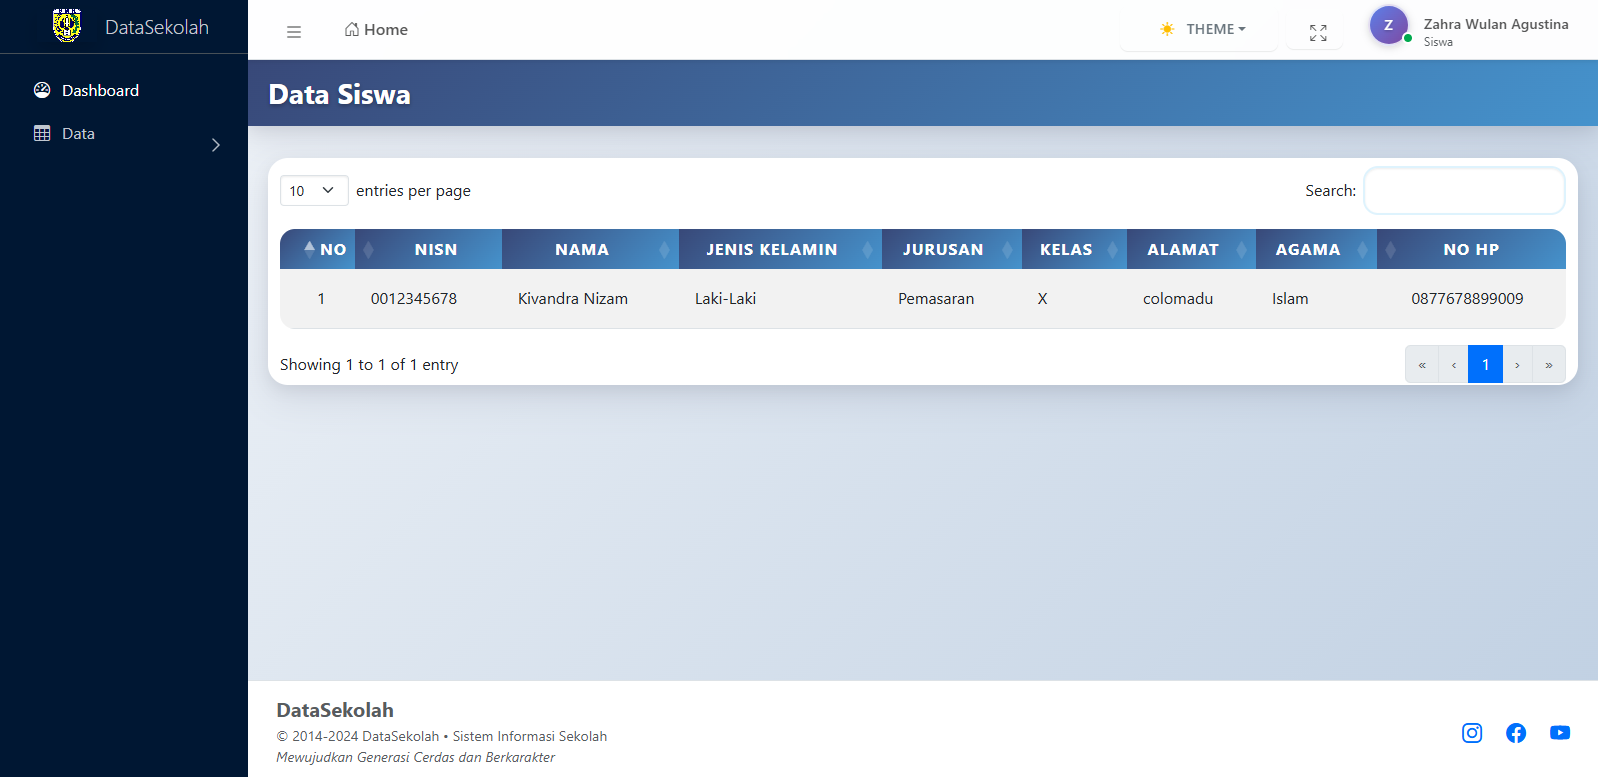 DataSekolah
Home
THEME
Z
Zahra Wulan Agustina
Siswa
Dashboard
Data
Data Siswa
10 entries per page
Search:
NO NISN NAMA JENIS KELAMIN JURUSAN KELAS ALAMAT AGAMA NO HP
1 0012345678 Kivandra Nizam Laki-Laki Pemasaran X colomadu Islam 0877678899009
Showing 1 to 1 of 1 entry
« ‹ 1 › »
DataSekolah
© 2014-2024 DataSekolah • Sistem Informasi Sekolah
Mewujudkan Generasi Cerdas dan Berkarakter